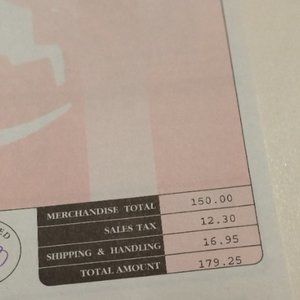 MERCHANDISE TOTAL 150.00
SALES TAX 12.30
SHIPPING & HANDLING 16.95
TOTAL AMOUNT 179.25